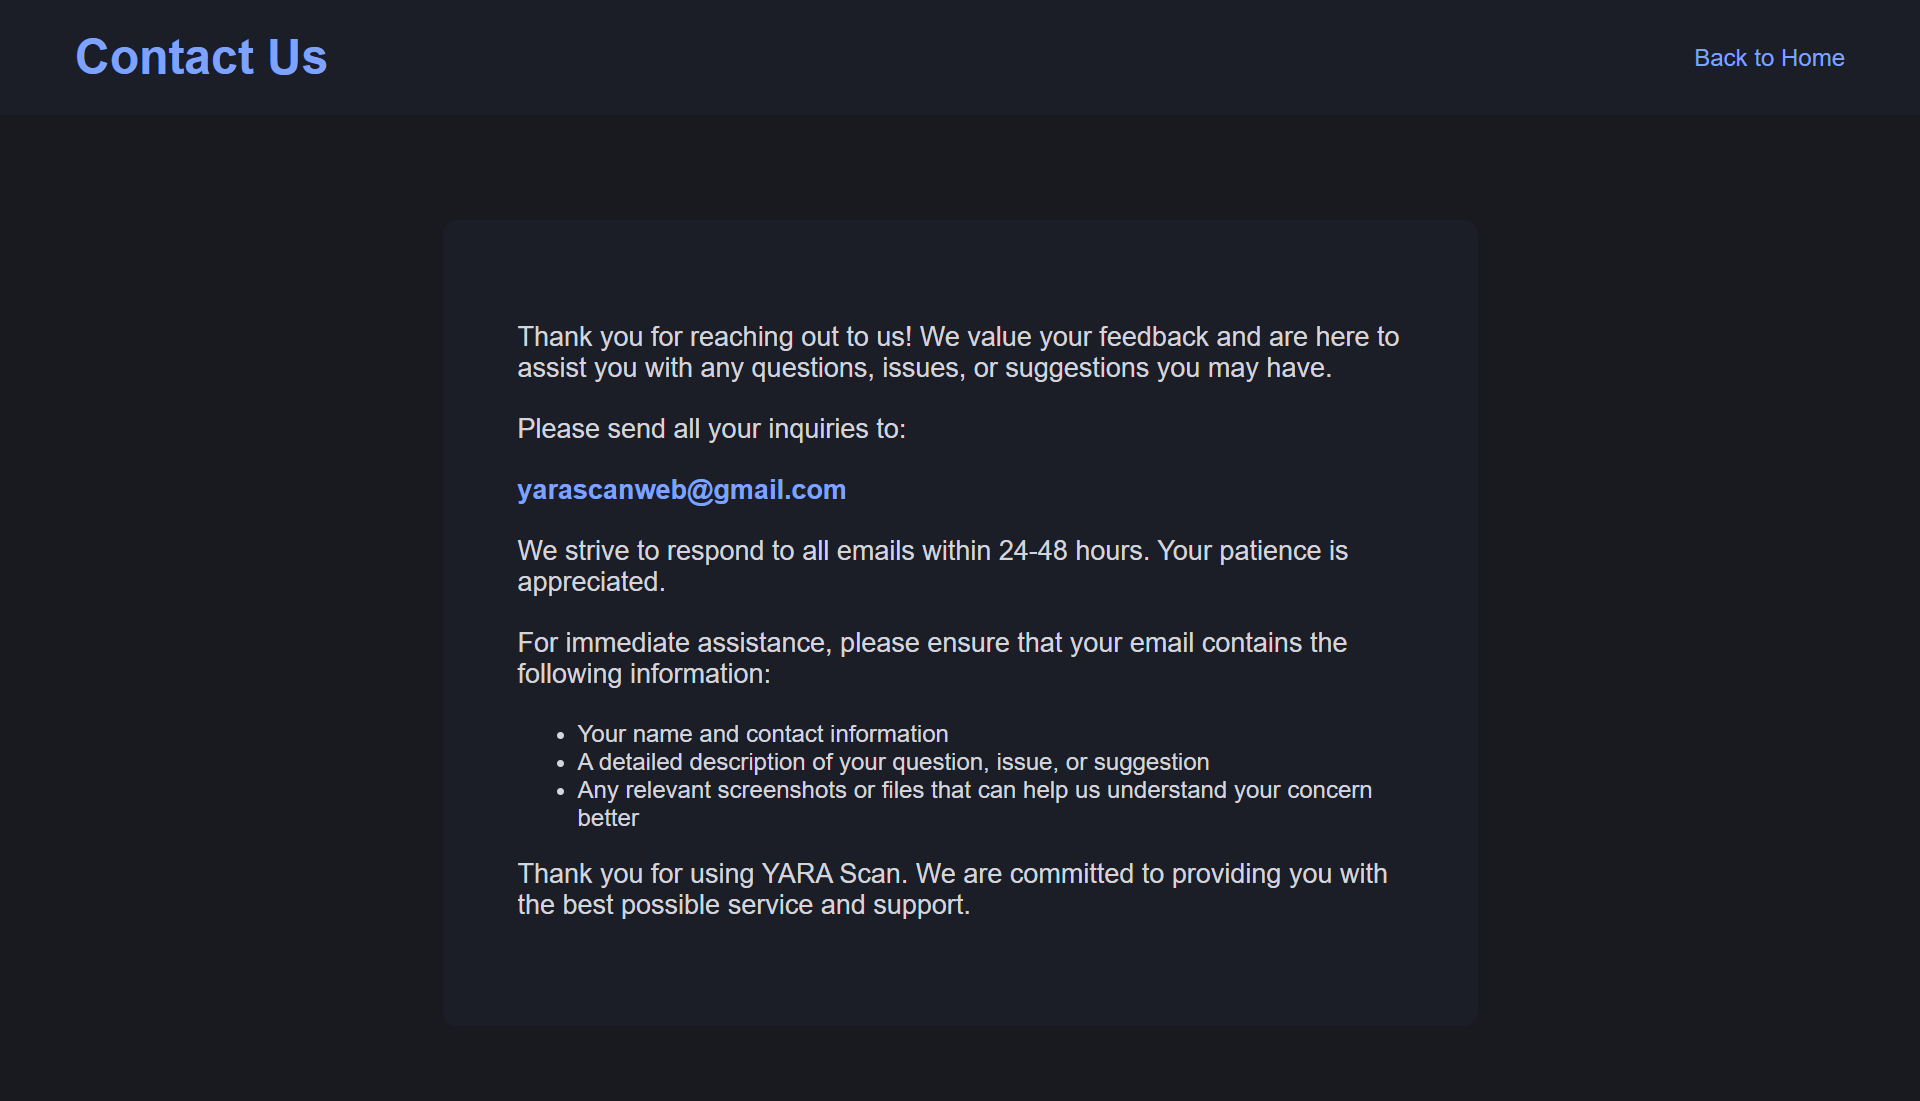 Contact Us
Back to Home
Thank you for reaching out to us! We value your feedback and are here to
assist you with any questions, issues, or suggestions you may have.
Please send all your inquiries to:
yarascanweb@gmail.com
We strive to respond to all emails within 24-48 hours. Your patience is
appreciated.
For immediate assistance, please ensure that your email contains the
following information:
• Your name and contact information
• A detailed description of your question, issue, or suggestion
• Any relevant screenshots or files that can help us understand your concern
better
Thank you for using YARA Scan. We are committed to providing you with
the best possible service and support.